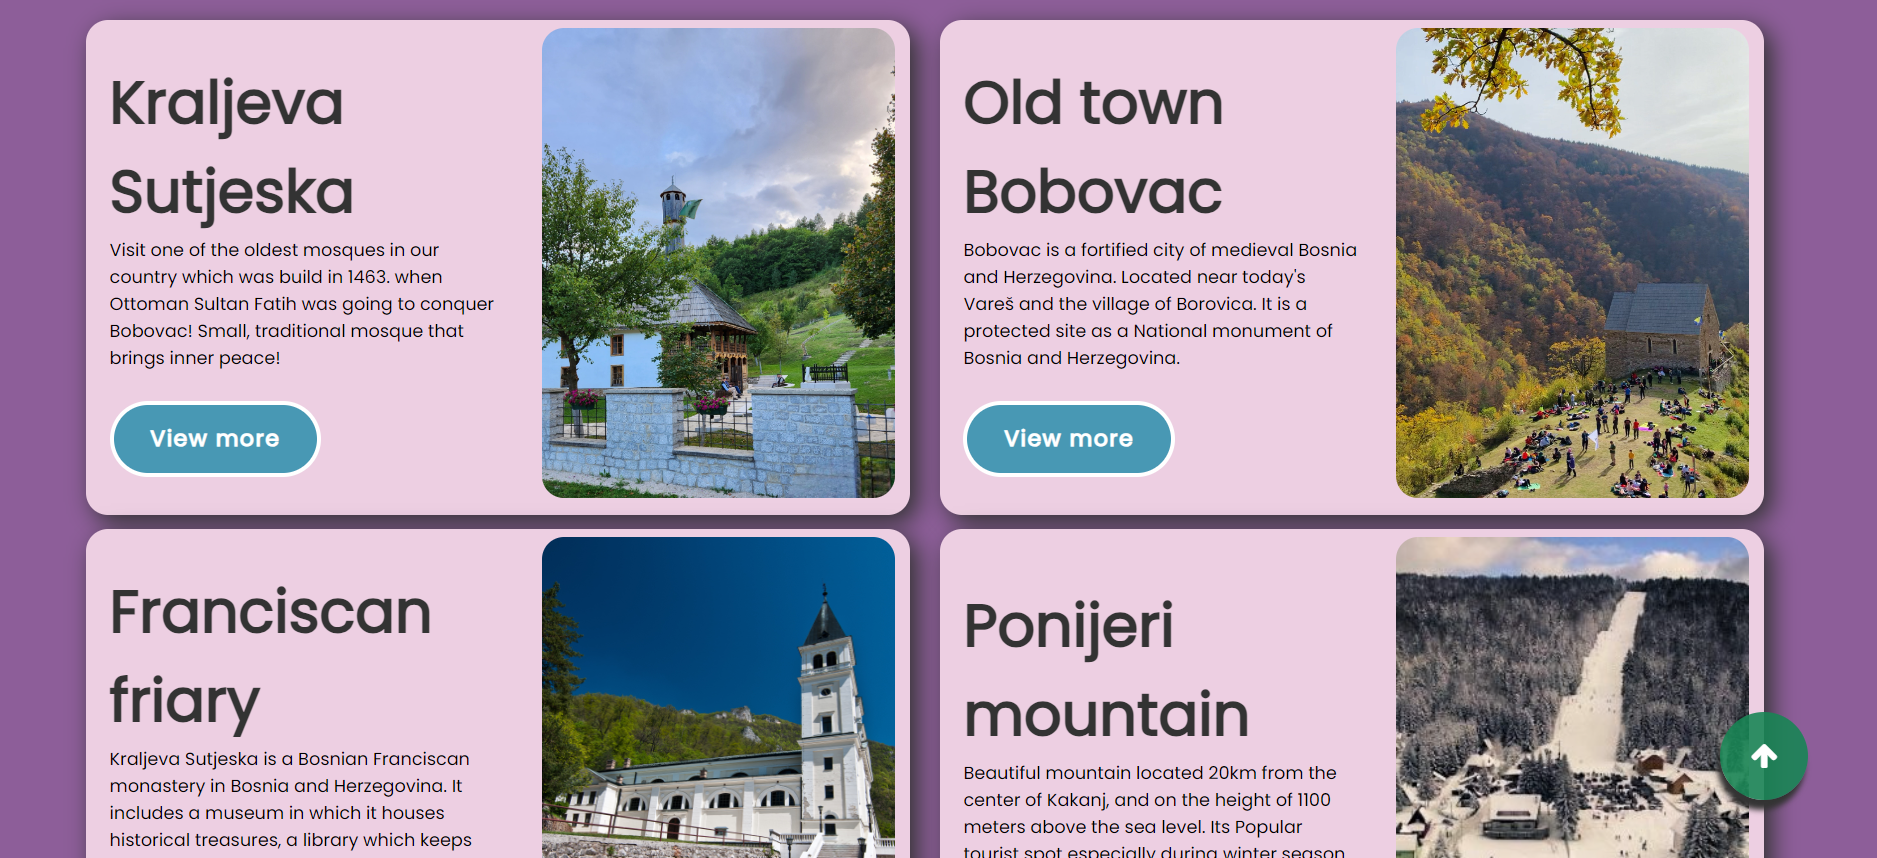 Kraljeva
Sutjeska
Visit one of the oldest mosques in our
country which was build in 1463. when
Ottoman Sultan Fatih was going to conquer
Bobovac! Small, traditional mosque that
brings inner peace!
View more
Old town
Bobovac
Bobovac is a fortified city of medieval Bosnia
and Herzegovina. Located near today's
Vareš and the village of Borovica. It is a
protected site as a National monument of
Bosnia and Herzegovina.
View more
Franciscan
friary
Kraljeva Sutjeska is a Bosnian Franciscan
monastery in Bosnia and Herzegovina. It
includes a museum in which it houses
historical treasures, a library which keeps
Ponijeri
mountain
Beautiful mountain located 20km from the
center of Kakanj, and on the height of 1100
meters above the sea level. Its Popular
tourist spot especially during winter season